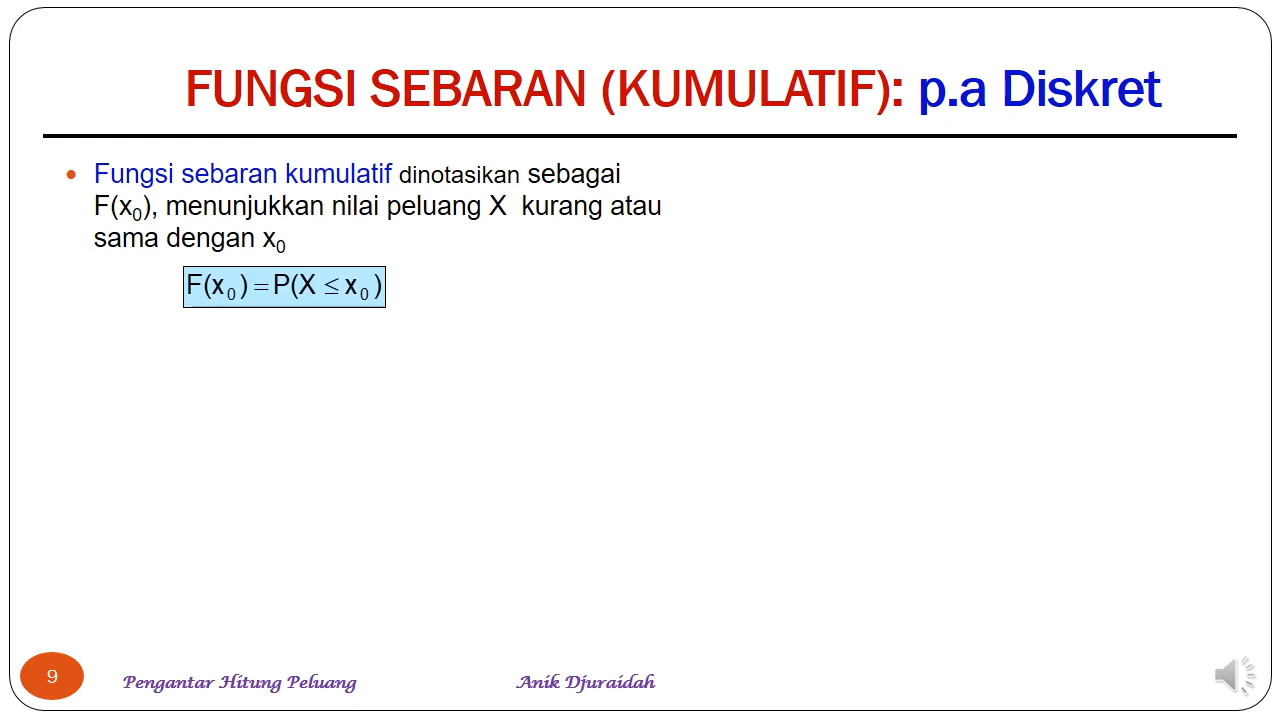 FUNGSI SEBARAN (KUMULATIF): p.a Diskret
• Fungsi sebaran kumulatif dinotasikan sebagai
F(x₀), menunjukkan nilai peluang X kurang atau
sama dengan x₀
F(x₀) = P(X ≤ x₀)
9
Pengantar Hitung Peluang
Anik Djuraidah